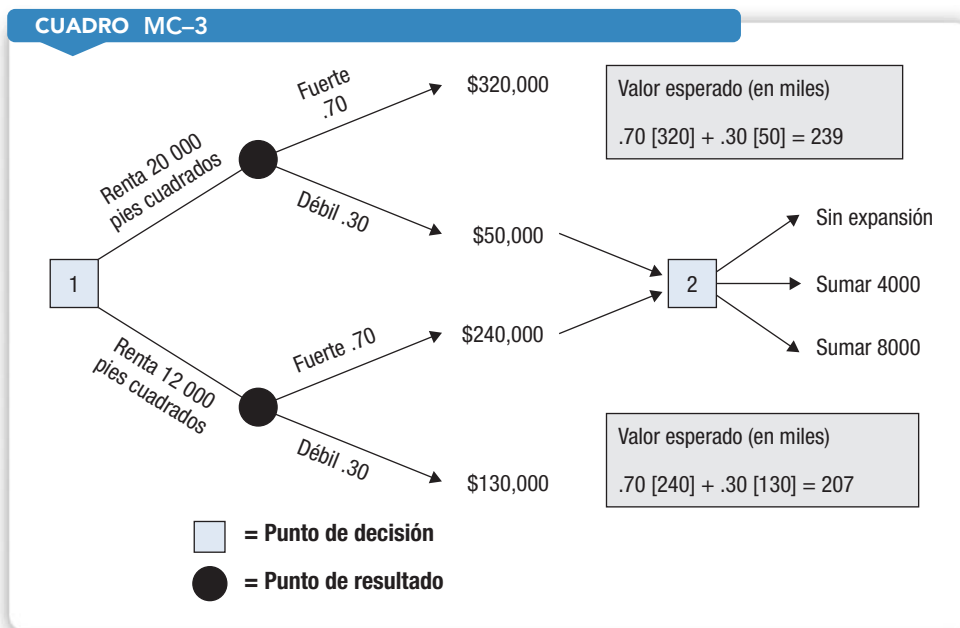 CUADRO MC–3
Fuerte
.70
$320,000
Valor esperado (en miles)
.70 [320] + .30 [50] = 239
Renta 20 000
pies cuadrados
Débil .30
$50,000
Sin expansión
1
2
Sumar 4000
Sumar 8000
Renta 12 000
pies cuadrados
Fuerte .70
$240,000
Débil .30
$130,000
Valor esperado (en miles)
.70 [240] + .30 [130] = 207
= Punto de decisión
= Punto de resultado